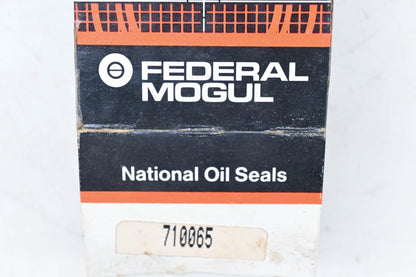 FEDERAL
MOGUL
National Oil Seals
710065